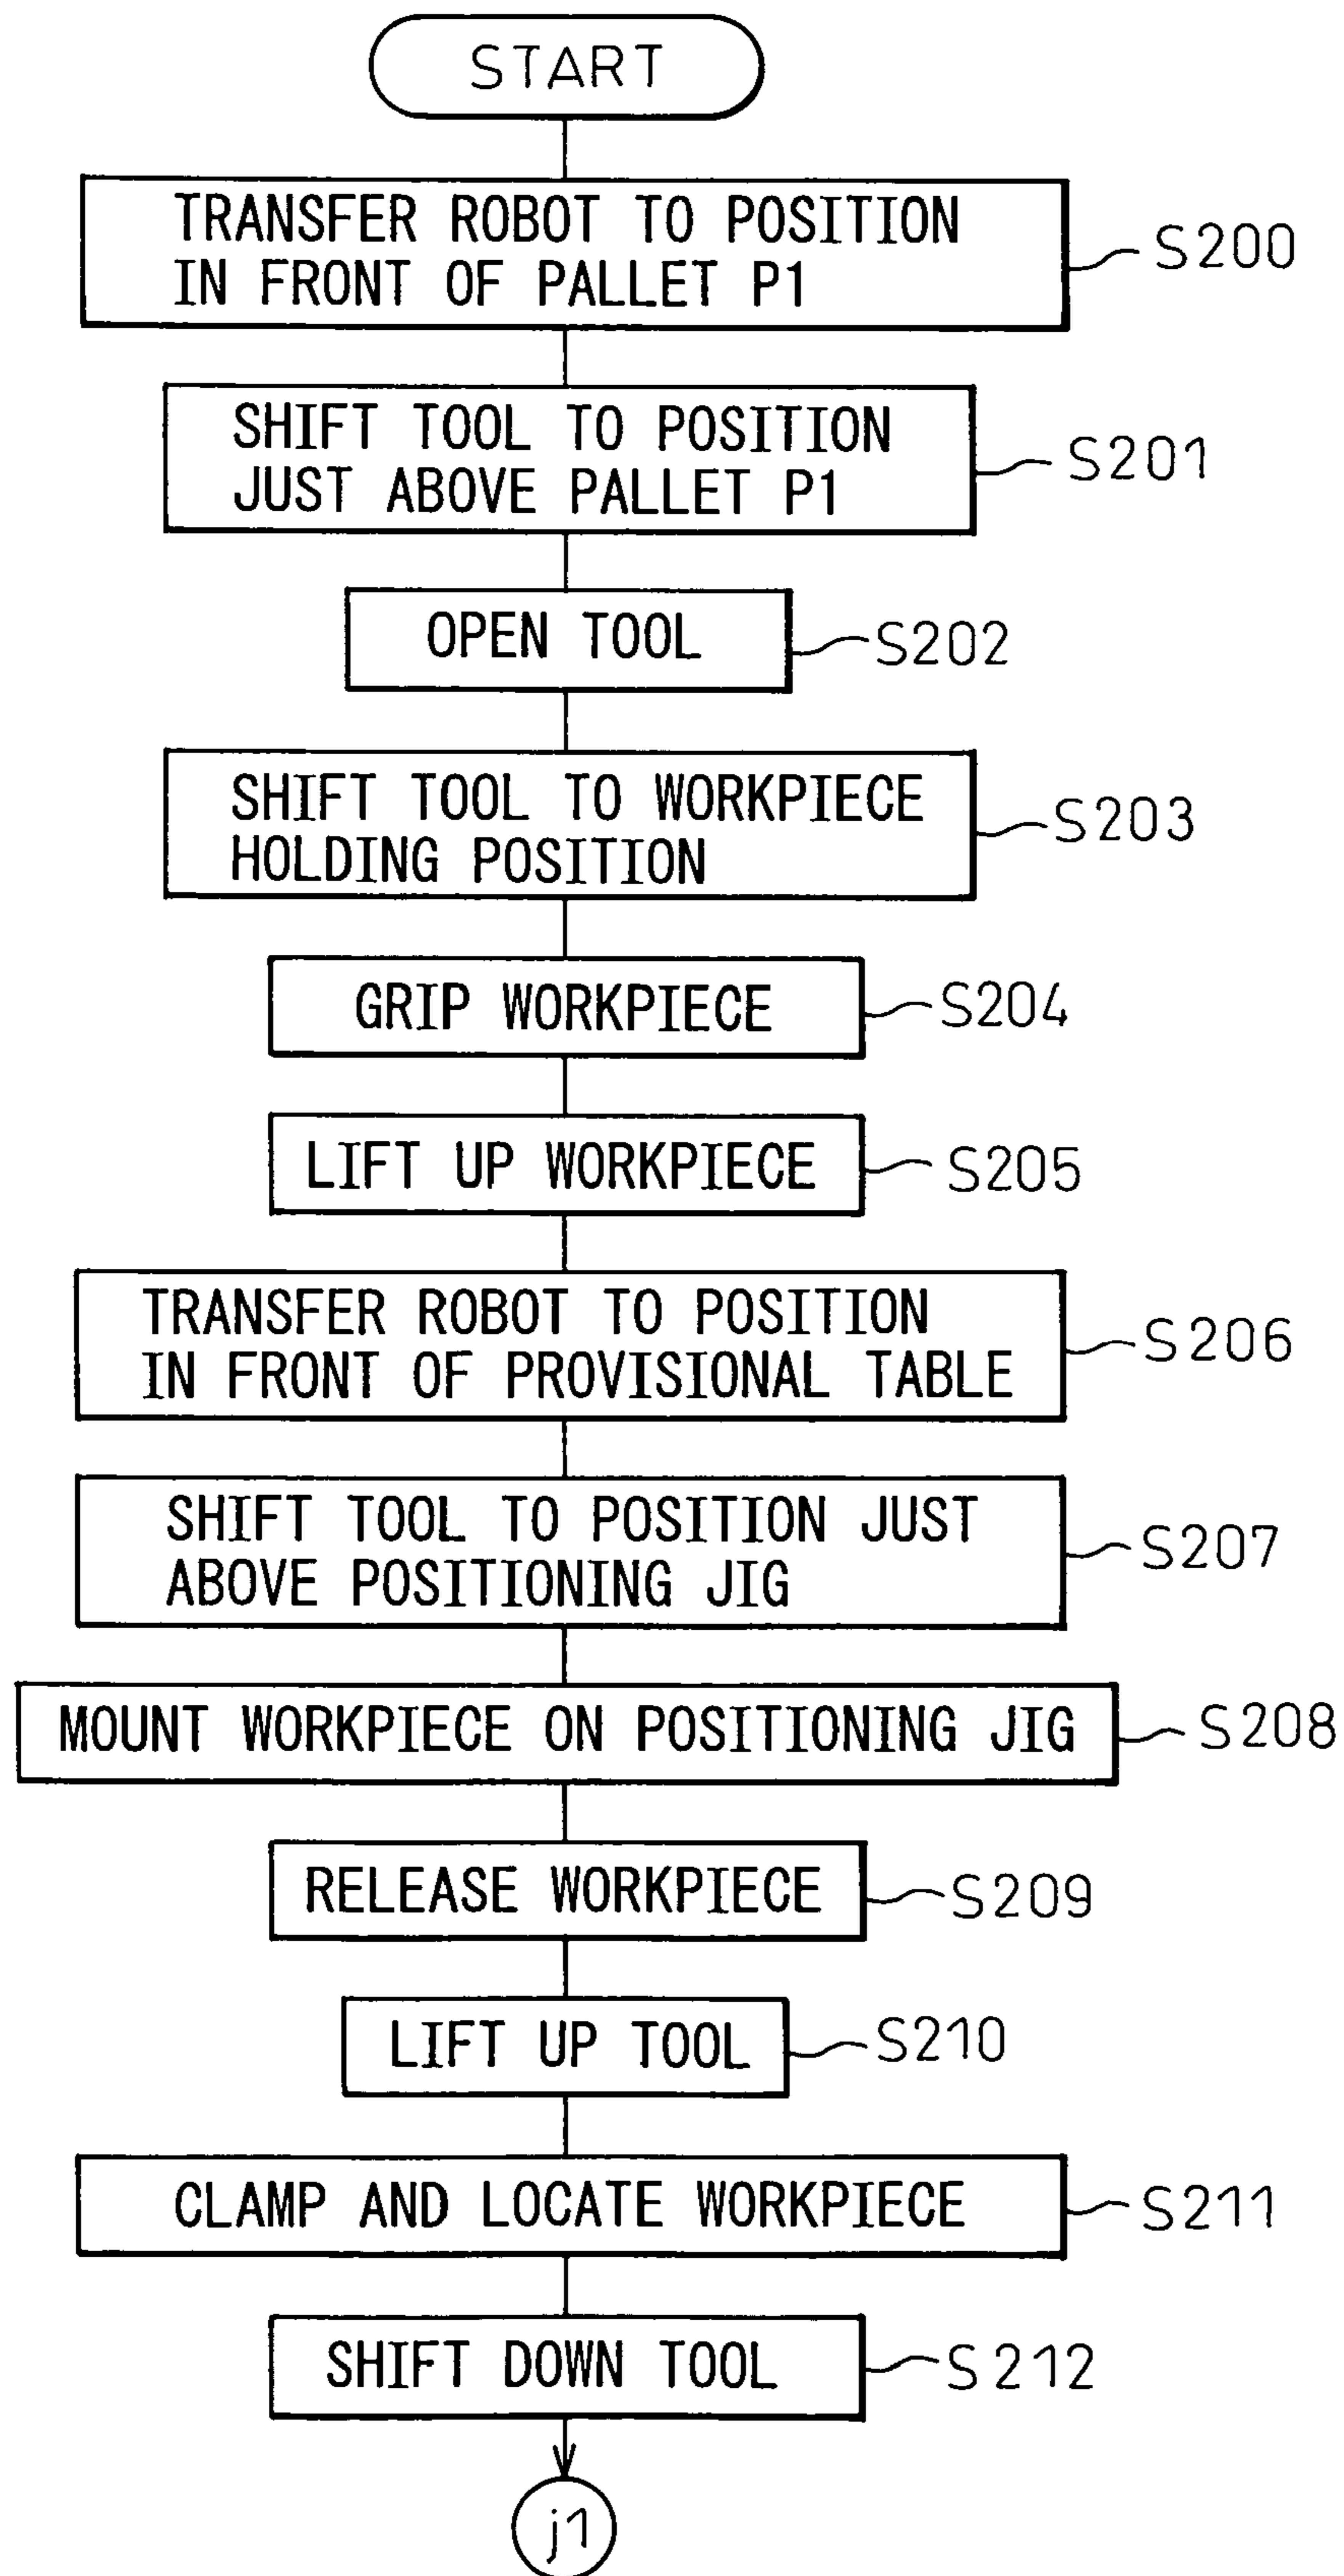 START
TRANSFER ROBOT TO POSITION
IN FRONT OF PALLET P1
S200
SHIFT TOOL TO POSITION
JUST ABOVE PALLET P1
S201
OPEN TOOL
S202
SHIFT TOOL TO WORKPIECE
HOLDING POSITION
S203
GRIP WORKPIECE
S204
LIFT UP WORKPIECE
S205
TRANSFER ROBOT TO POSITION
IN FRONT OF PROVISIONAL TABLE
S206
SHIFT TOOL TO POSITION JUST
ABOVE POSITIONING JIG
S207
MOUNT WORKPIECE ON POSITIONING JIG
S208
RELEASE WORKPIECE
S209
LIFT UP TOOL
S210
CLAMP AND LOCATE WORKPIECE
S211
SHIFT DOWN TOOL
S212
j1